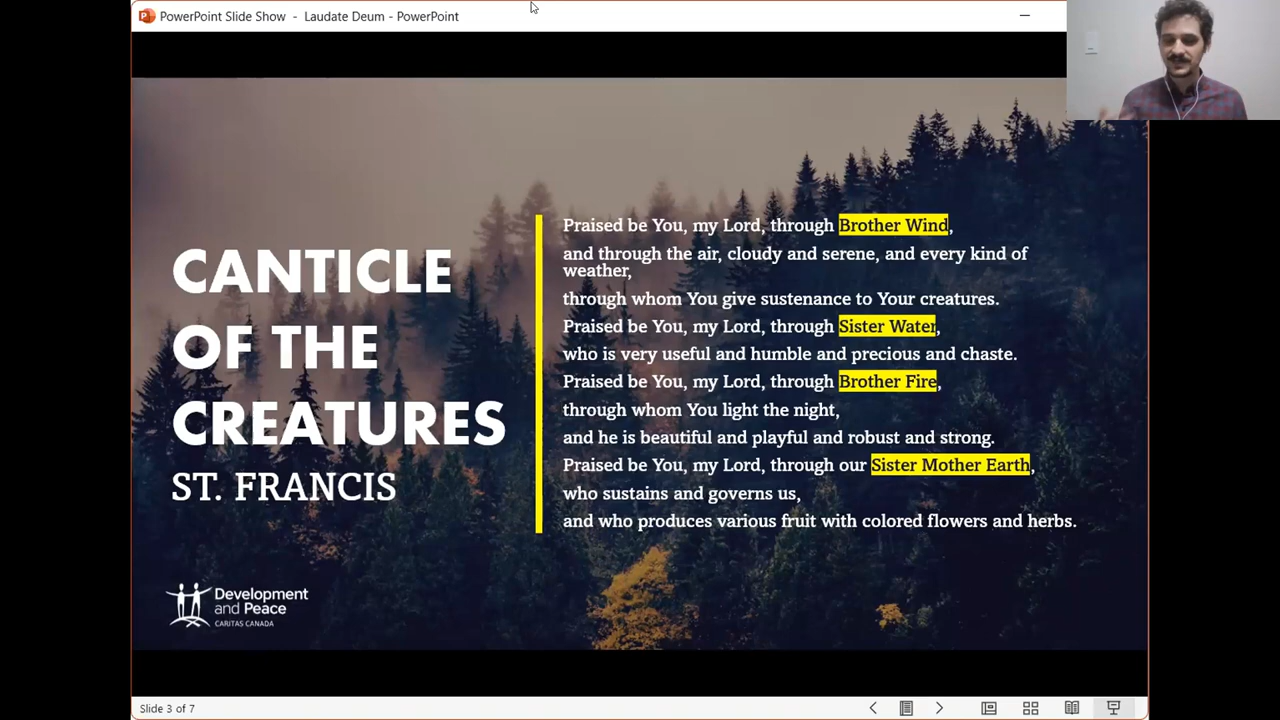 PowerPoint Slide Show - Laudate Deum - PowerPoint
CANTICLE
OF THE
CREATURES
ST. FRANCIS
Praised be You, my Lord, through Brother Wind,
and through the air, cloudy and serene, and every kind of
weather,
through whom You give sustenance to Your creatures.
Praised be You, my Lord, through Sister Water,
who is very useful and humble and precious and chaste.
Praised be You, my Lord, through Brother Fire,
through whom You light the night,
and he is beautiful and playful and robust and strong.
Praised be You, my Lord, through our Sister Mother Earth,
who sustains and governs us,
and who produces various fruit with colored flowers and herbs.
Development
and Peace
CARITAS CANADA
Slide 3 of 7